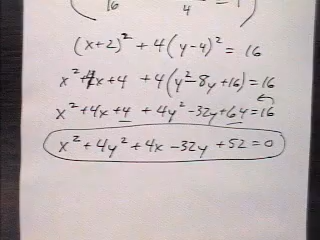 16 4 = 1
(x+2)² + 4(y-4)² = 16
x² + 4x + 4 + 4(y² - 8y + 16) = 16
x² + 4x + 4 + 4y² - 32y + 64 = 16
x² + 4y² + 4x - 32y + 52 = 0